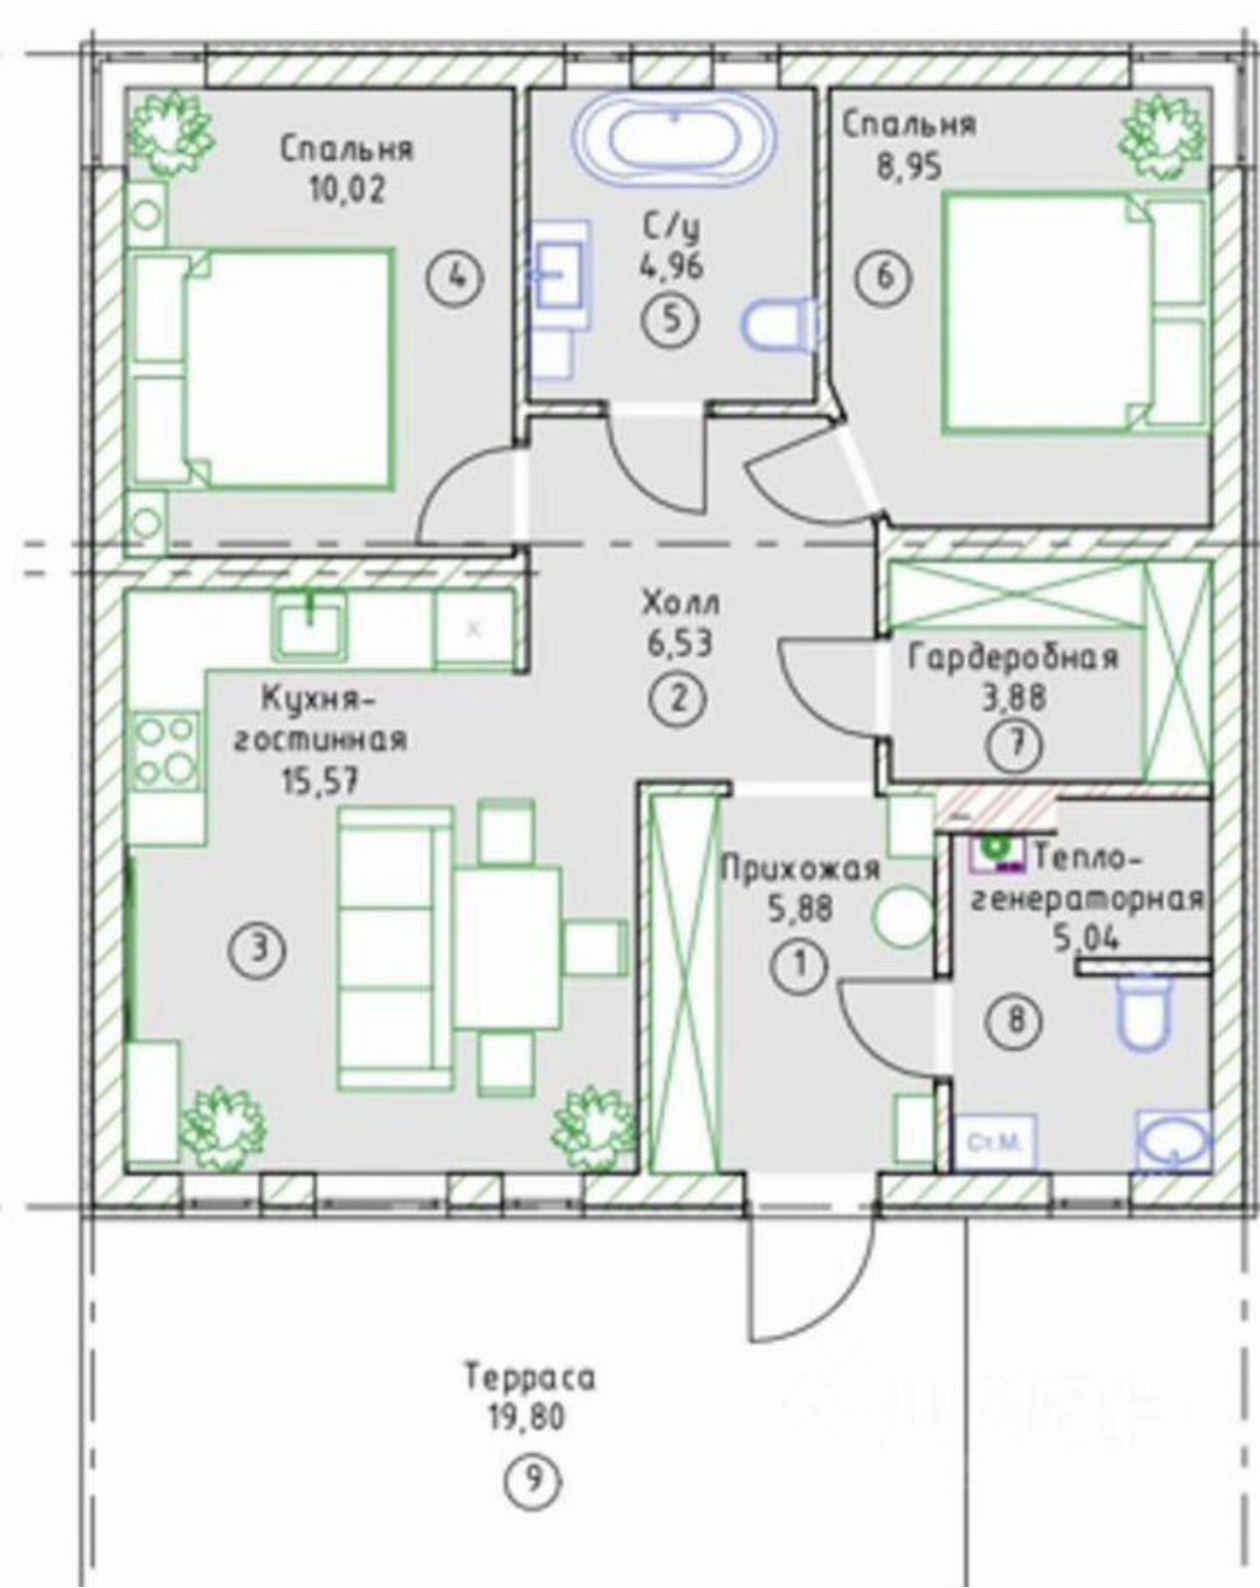 Спальня
10,02
4
С/у
4,96
5
Спальня
8,95
6
Холл
6,53
2
Гардеробная
3,88
7
Кухня-
гостинная
15,57
3
X
Прихожая
5,88
1
Тепло-
генераторная
5,04
8
Ст.М.
Терраса
19,80
9